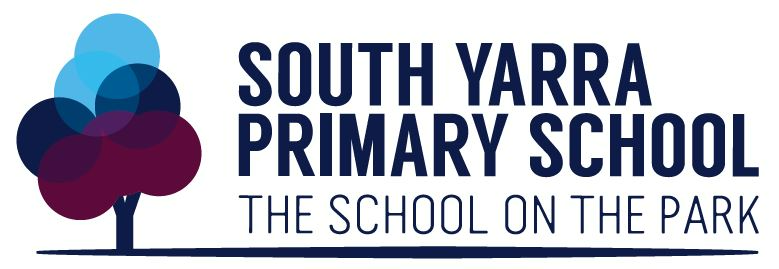 SOUTH YARRA
PRIMARY SCHOOL
THE SCHOOL ON THE PARK